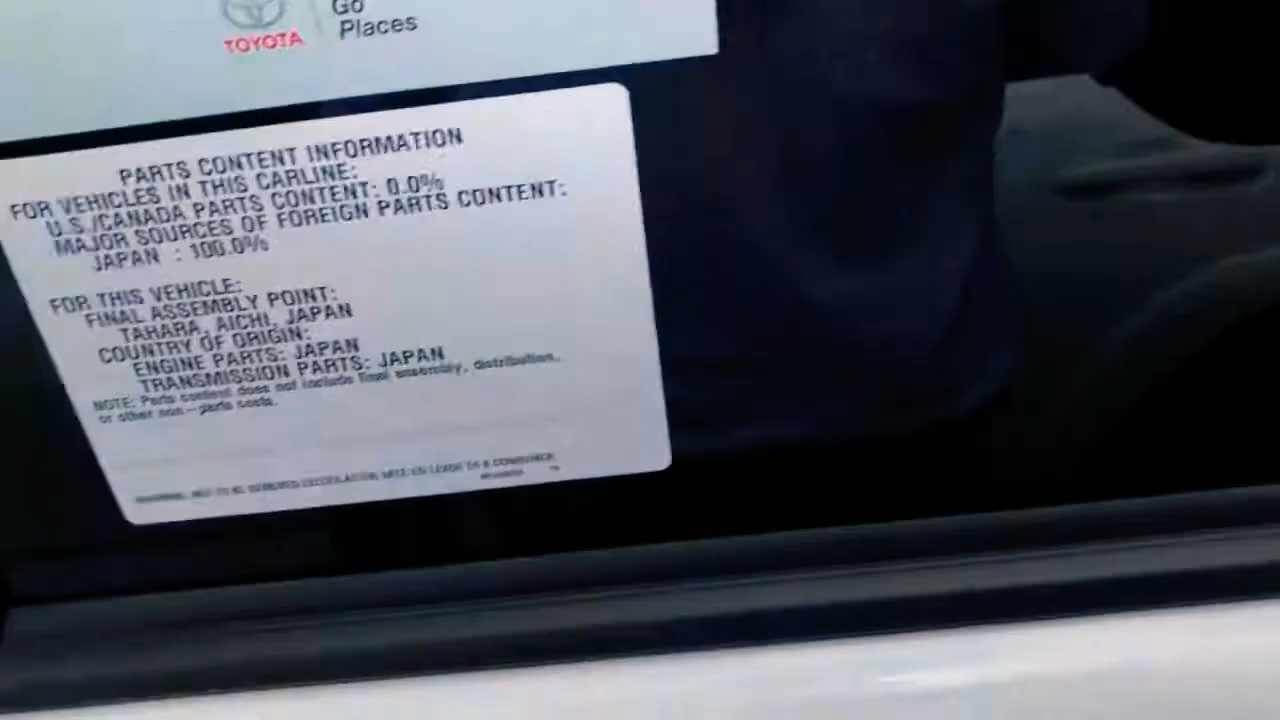 Go
Places
TOYOTA
PARTS CONTENT INFORMATION
FOR VEHICLES IN THIS CARLINE:
U.S./CANADA PARTS CONTENT: 0.0%
MAJOR SOURCES OF FOREIGN PARTS CONTENT:
JAPAN : 100.0%
FOR THIS VEHICLE:
FINAL ASSEMBLY POINT:
TAHARA, AICHI, JAPAN
COUNTRY OF ORIGIN:
ENGINE PARTS: JAPAN
TRANSMISSION PARTS: JAPAN
NOTE: Parts content does not include final assembly, distribution,
or other non-parts costs.